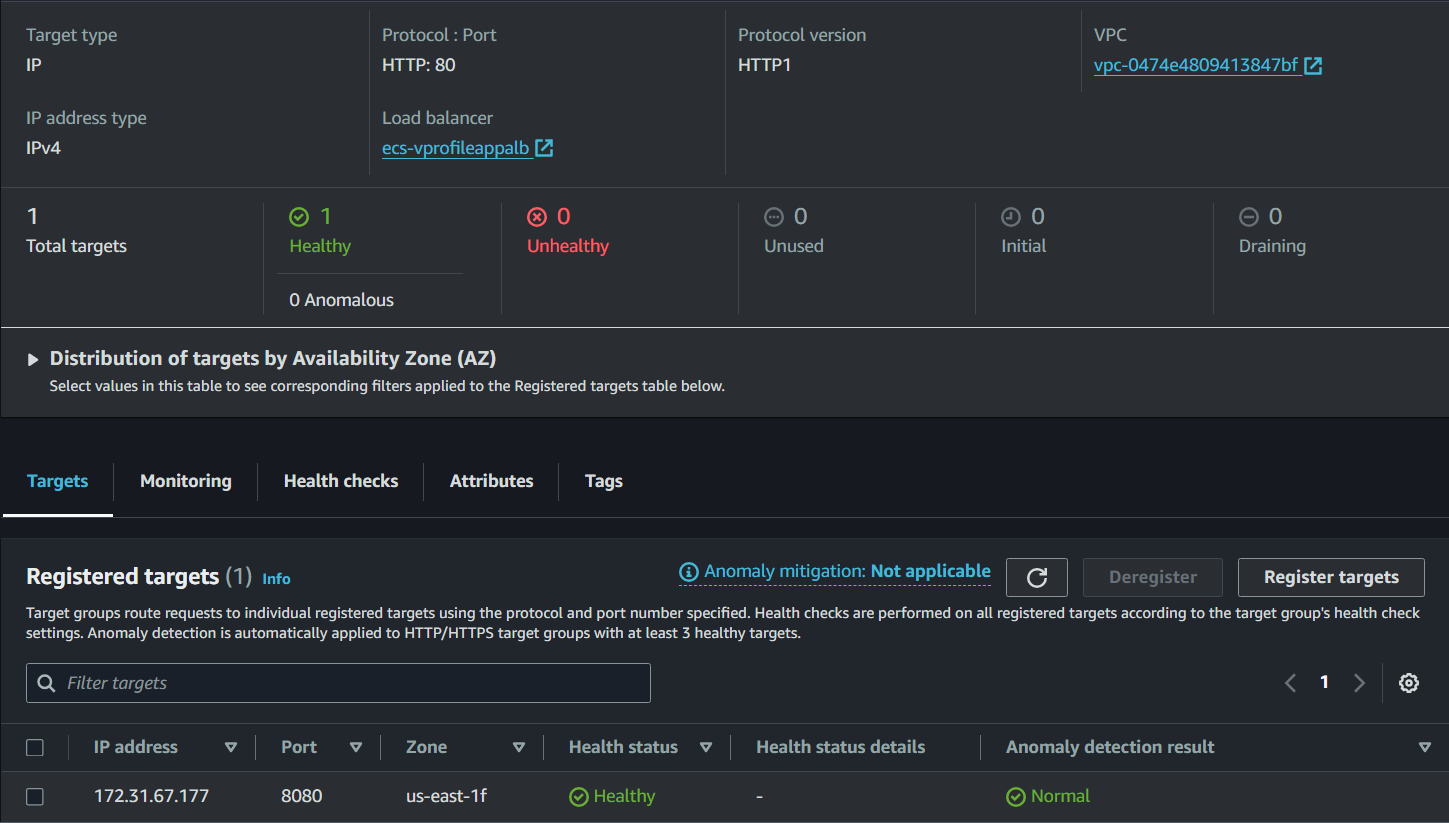 Target type
IP
Protocol : Port
HTTP: 80
Protocol version
HTTP1
VPC
vpc-0474e4809413847bf
IP address type
IPv4
Load balancer
ecs-vprofileappalb
1
Total targets
1
Healthy
0 Anomalous
0
Unhealthy
0
Unused
0
Initial
0
Draining
Distribution of targets by Availability Zone (AZ)
Select values in this table to see corresponding filters applied to the Registered targets table below.
Targets
Monitoring
Health checks
Attributes
Tags
Registered targets (1) Info
Anomaly mitigation: Not applicable
Deregister
Register targets
Target groups route requests to individual registered targets using the protocol and port number specified. Health checks are performed on all registered targets according to the target group's health check
settings. Anomaly detection is automatically applied to HTTP/HTTPS target groups with at least 3 healthy targets.
Filter targets
1
IP address Port Zone Health status Health status details Anomaly detection result
172.31.67.177 8080 us-east-1f Healthy - Normal